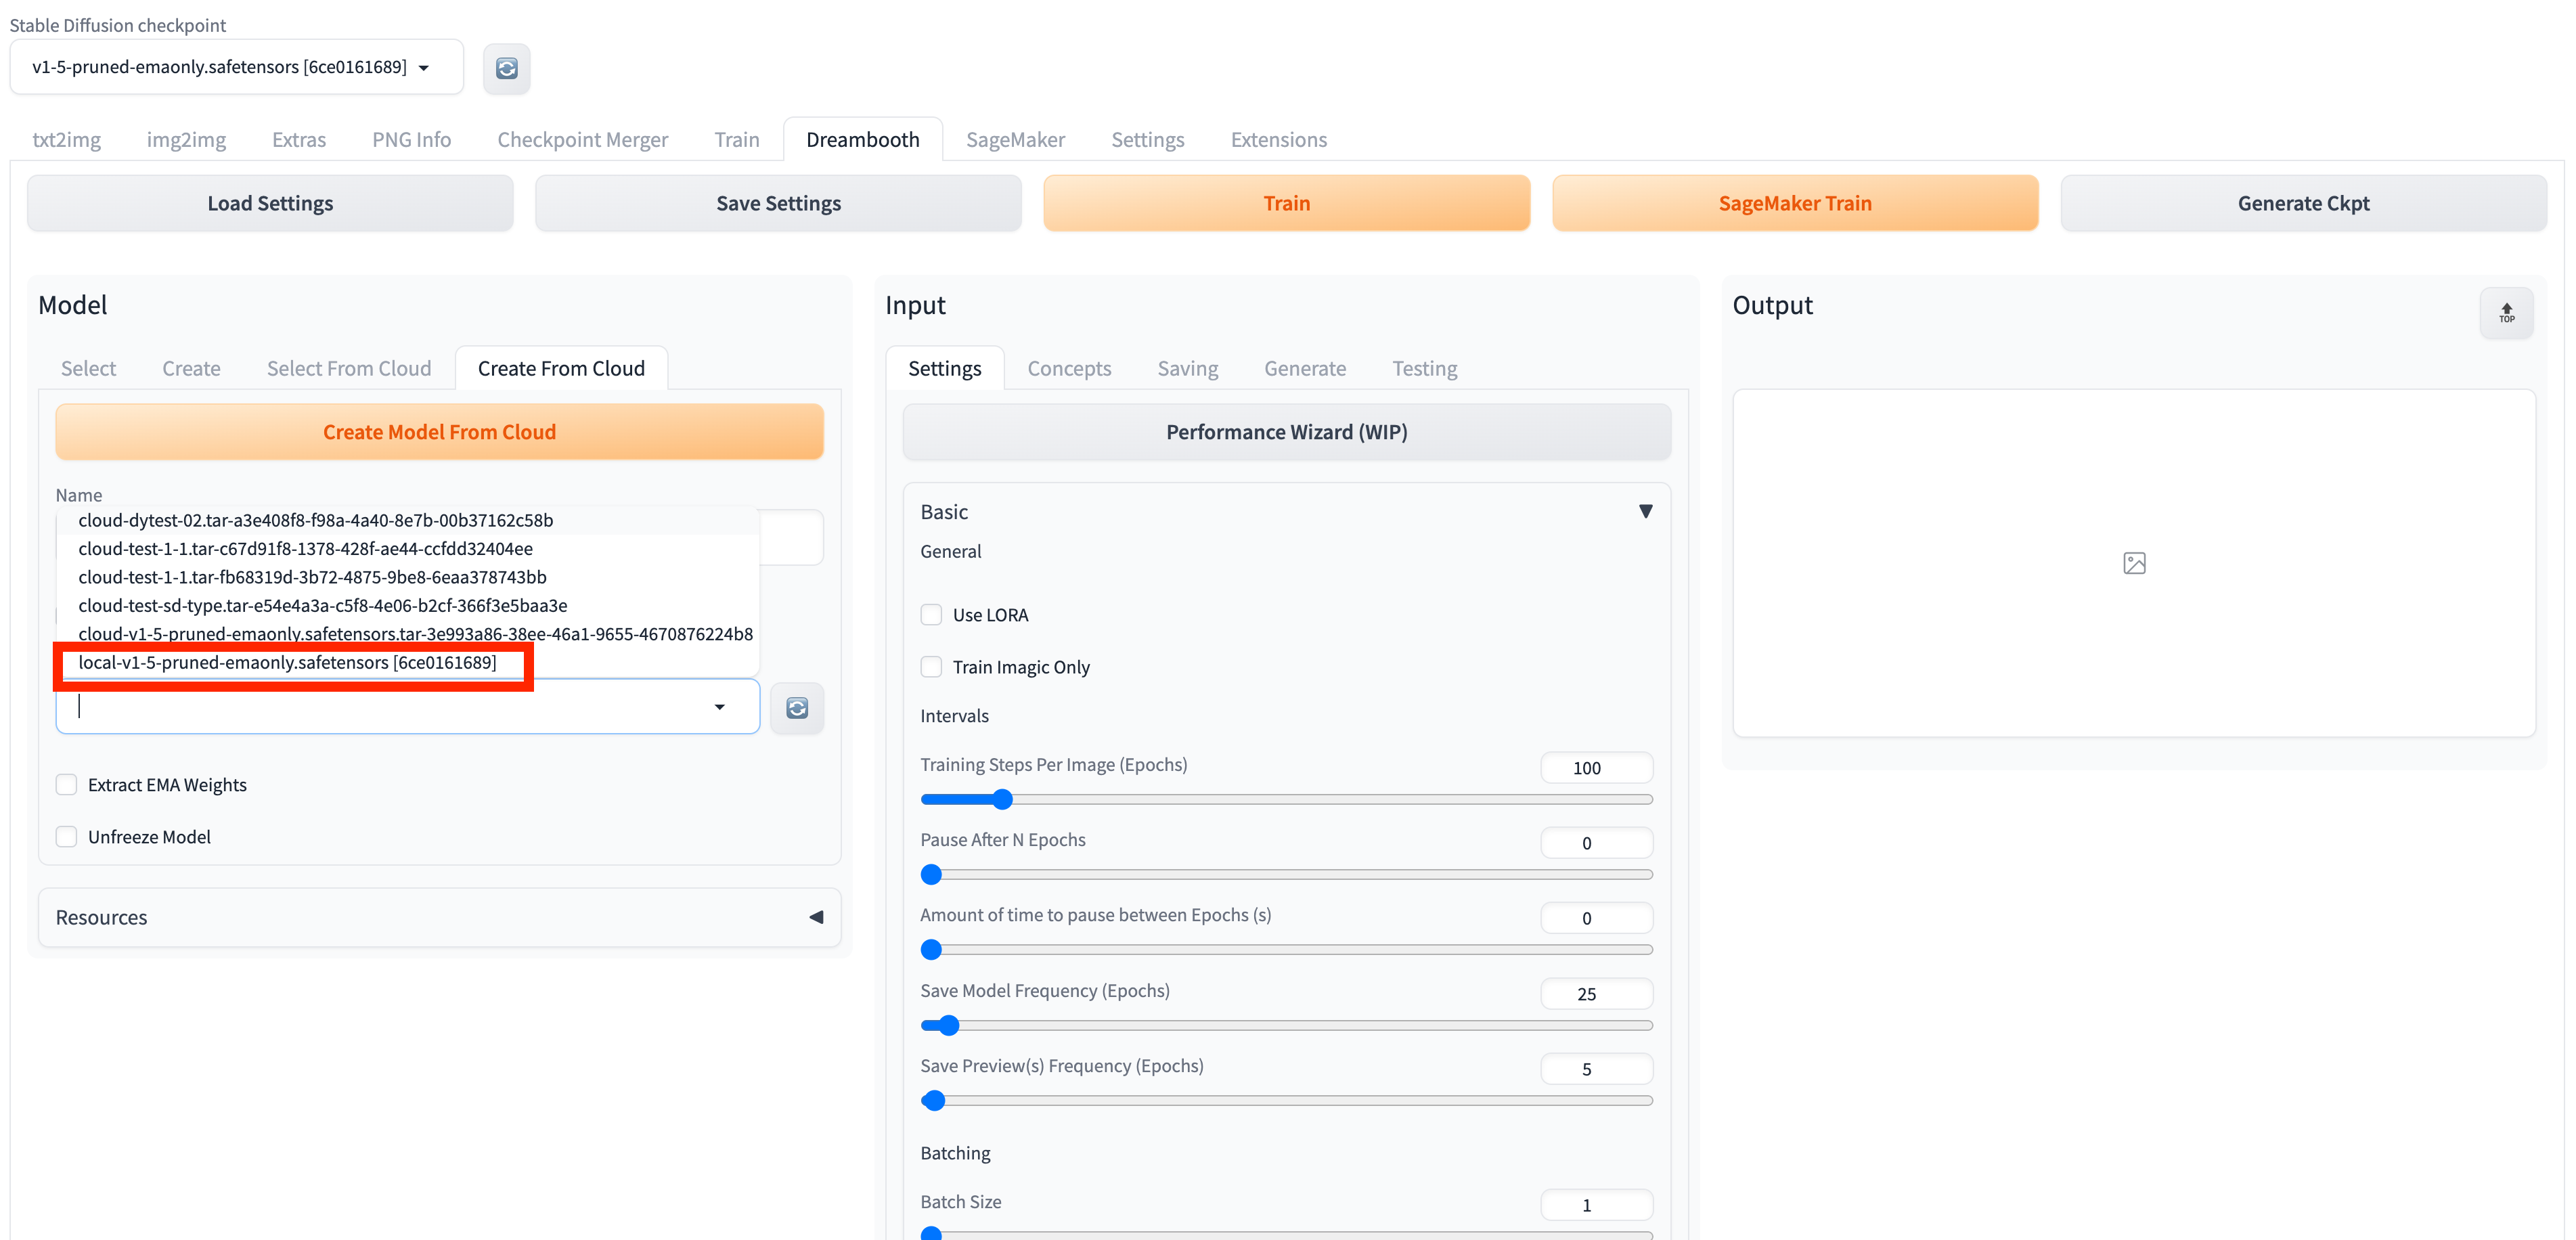 Stable Diffusion checkpoint
v1-5-pruned-emaonly.safetensors [6ce0161689]
txt2img img2img Extras PNG Info Checkpoint Merger Train Dreambooth SageMaker Settings Extensions
Load Settings Save Settings Train SageMaker Train Generate Ckpt
Model
Select Create Select From Cloud Create From Cloud
Create Model From Cloud
Name
cloud-dytest-02.tar-a3e408f8-f98a-4a40-8e7b-00b37162c58b
cloud-test-1-1.tar-c67d91f8-1378-428f-ae44-ccfdd32404ee
cloud-test-1-1.tar-fb68319d-3b72-4875-9be8-6eaa378743bb
cloud-test-sd-type.tar-e54e4a3a-c5f8-4e06-b2cf-366f3e5baa3e
cloud-v1-5-pruned-emaonly.safetensors.tar-3e993a86-38ee-46a1-9655-4670876224b8
local-v1-5-pruned-emaonly.safetensors [6ce0161689]
Extract EMA Weights
Unfreeze Model
Resources
Input
Settings Concepts Saving Generate Testing
Performance Wizard (WIP)
Basic
General
Use LORA
Train Imagic Only
Intervals
Training Steps Per Image (Epochs) 100
Pause After N Epochs 0
Amount of time to pause between Epochs (s) 0
Save Model Frequency (Epochs) 25
Save Preview(s) Frequency (Epochs) 5
Batching
Batch Size 1
Output
TOP